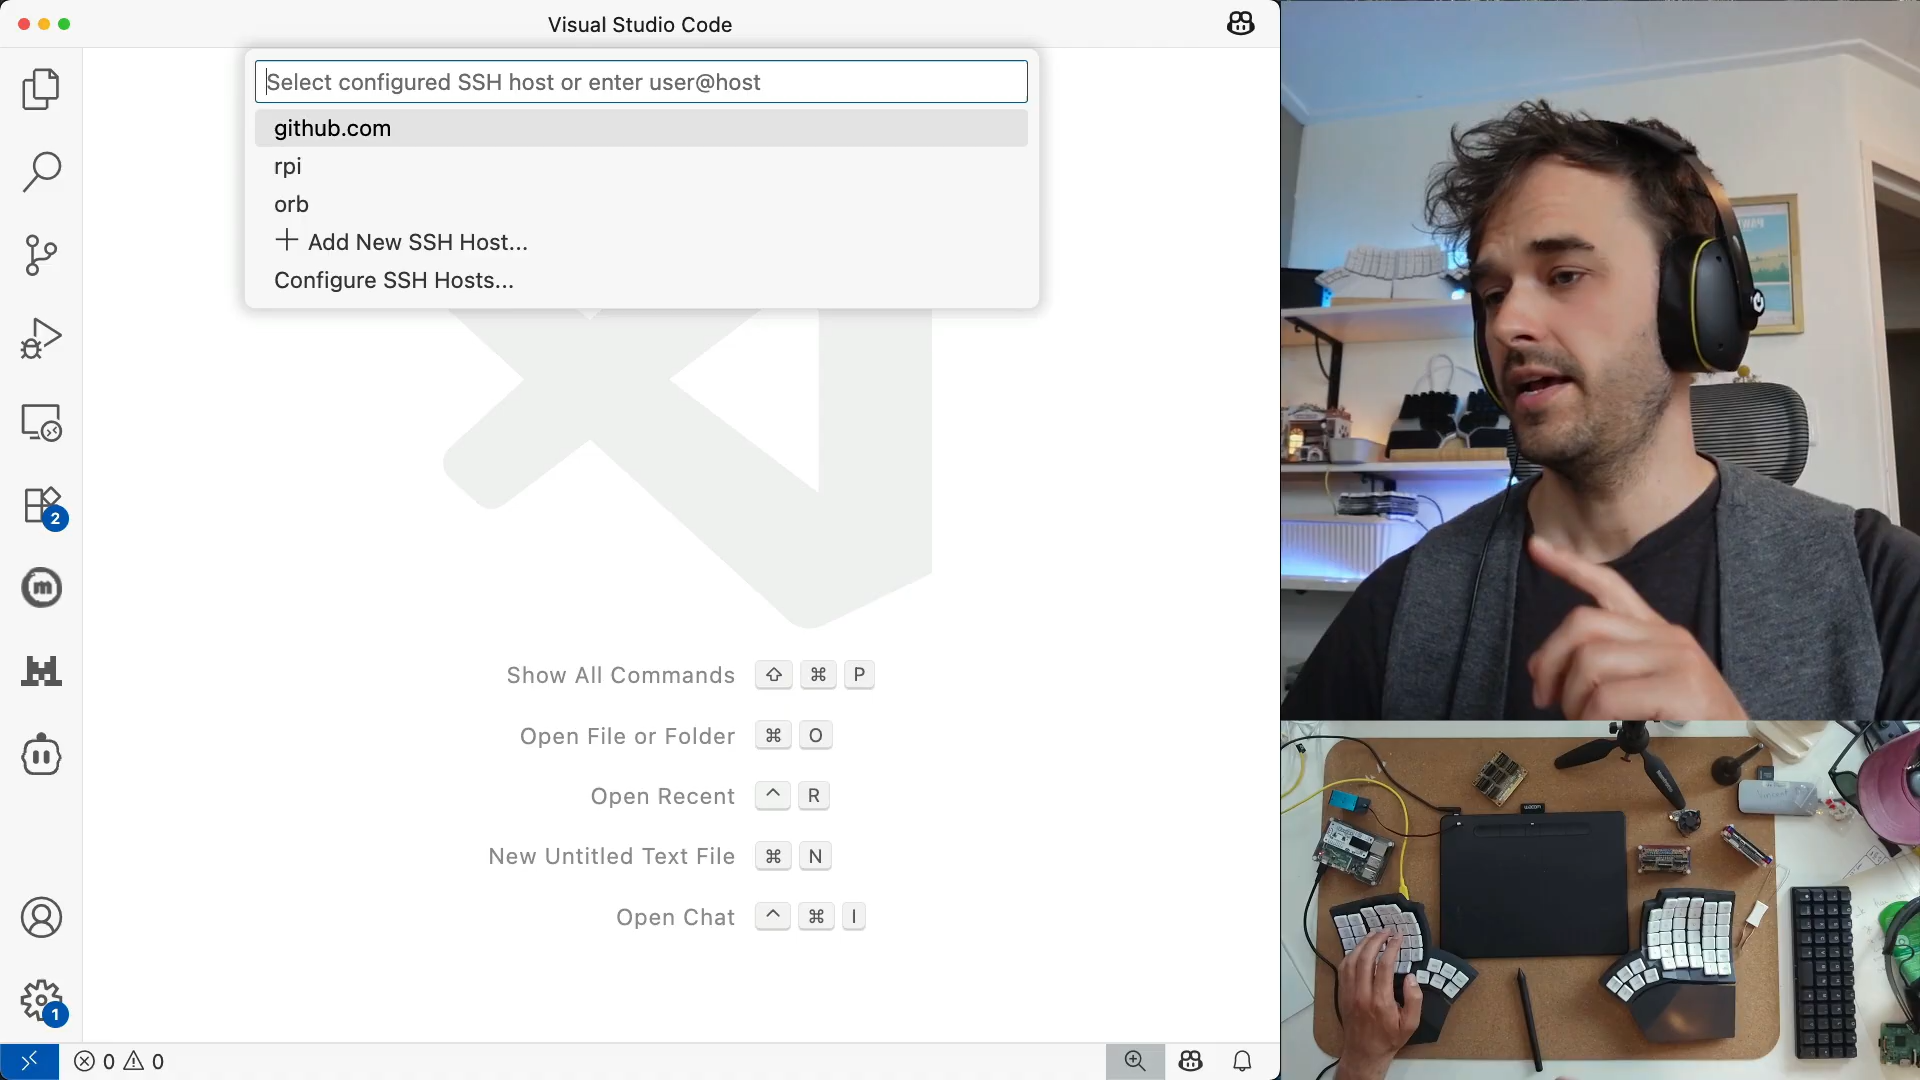 Visual Studio Code
Select configured SSH host or enter user@host
github.com
rpi
orb
+ Add New SSH Host...
Configure SSH Hosts...
2
m
Show All Commands ⇧ ⌘ P
Open File or Folder ⌘ O
Open Recent ^ R
New Untitled Text File ⌘ N
Open Chat ^ ⌘ I
1
0 0
wacom